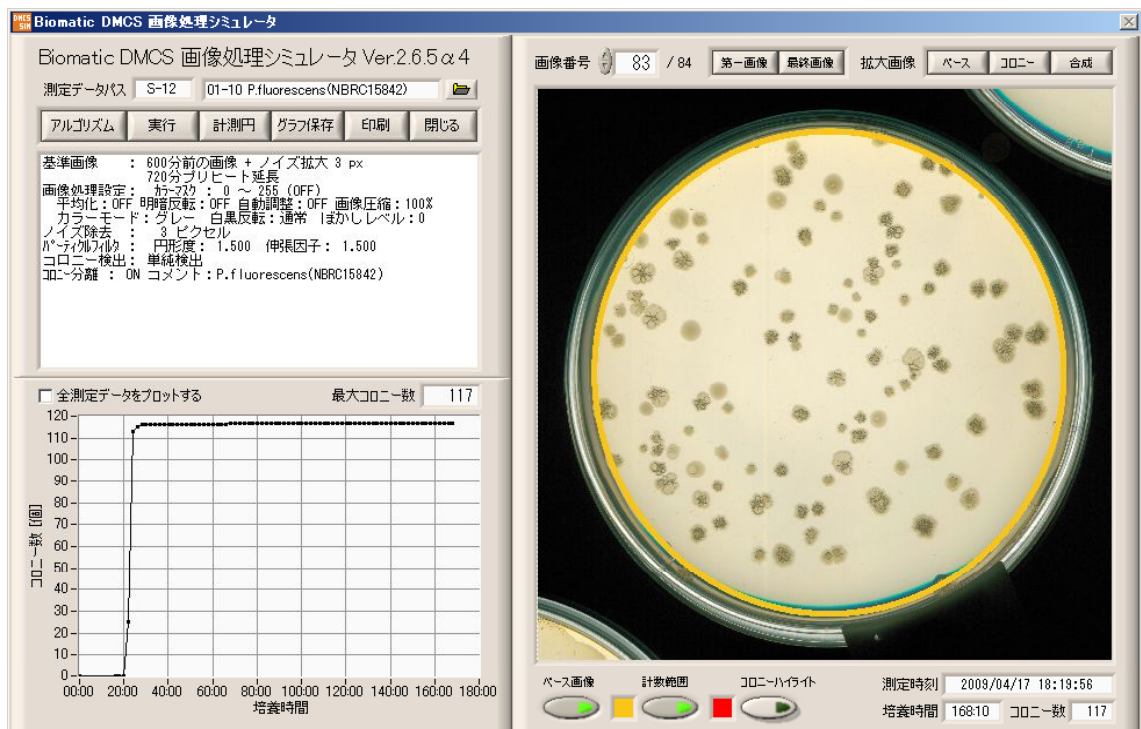 DMCS SIM Biomatic DMCS 画像処理シミュレータ
Biomatic DMCS 画像処理シミュレータ Ver.2.6.5α4
測定データパス S-12 01-10 P.fluorescens(NBRC15842)
アルゴリズム 実行 計測円 グラフ保存 印刷 閉じる
基準画像 : 600分前の画像 + ノイズ拡大 3 px
720分プリヒート延長
画像処理設定: カラーマスク : 0 ～ 255 (OFF)
平均化:OFF 明暗反転:OFF 自動調整:OFF 画像圧縮:100%
カラーモード:グレー 白黒反転:通常 ぼかしレベル:0
ノイズ除去 : 3 ピクセル
パーティクルフィルタ : 円形度: 1.500 伸張因子: 1.500
コロニー検出: 単純検出
コロニー分離 : ON コメント:P.fluorescens(NBRC15842)
全測定データをプロットする 最大コロニー数 117
コロニー数 [個]
120
110
100
90
80
70
60
50
40
30
20
10
0
00:00 20:00 40:00 60:00 80:00 100:00 120:00 140:00 160:00 180:00
培養時間
画像番号 83 / 84 第一画像 最終画像 拡大画像 ベース コロニー 合成
ベース画像 計数範囲 コロニーハイライト
測定時刻 2009/04/17 18:19:56
培養時間 168:10 コロニー数 117